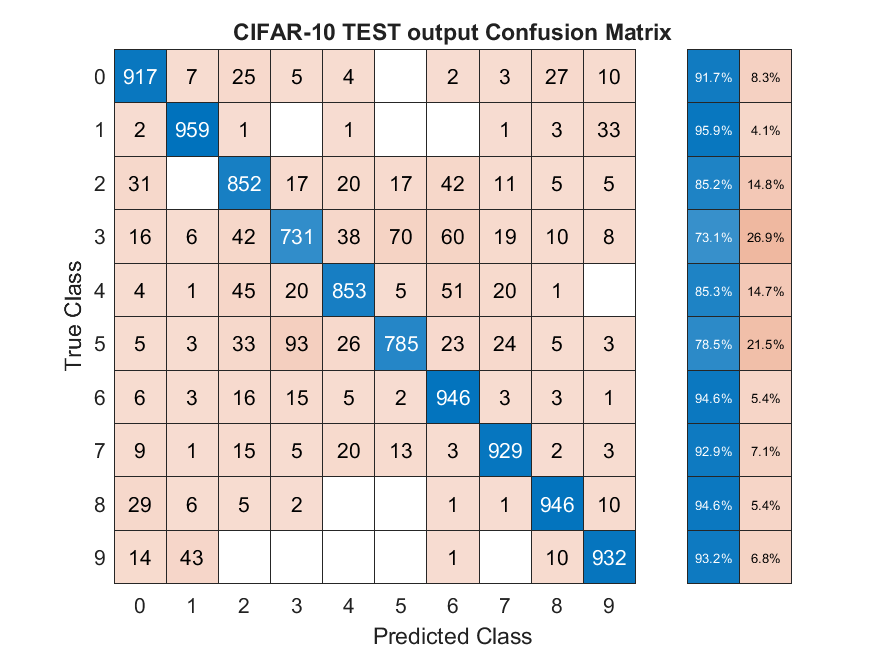 CIFAR-10 TEST output Confusion Matrix
0 917 7 25 5 4 2 3 27 10 91.7% 8.3%
1 2 959 1 1 1 3 33 95.9% 4.1%
2 31 852 17 20 17 42 11 5 5 85.2% 14.8%
3 16 6 42 731 38 70 60 19 10 8 73.1% 26.9%
4 4 1 45 20 853 5 51 20 1 85.3% 14.7%
5 5 3 33 93 26 785 23 24 5 3 78.5% 21.5%
6 6 3 16 15 5 2 946 3 3 1 94.6% 5.4%
7 9 1 15 5 20 13 3 929 2 3 92.9% 7.1%
8 29 6 5 2 1 1 946 10 94.6% 5.4%
9 14 43 1 10 932 93.2% 6.8%
0 1 2 3 4 5 6 7 8 9
Predicted Class
True Class